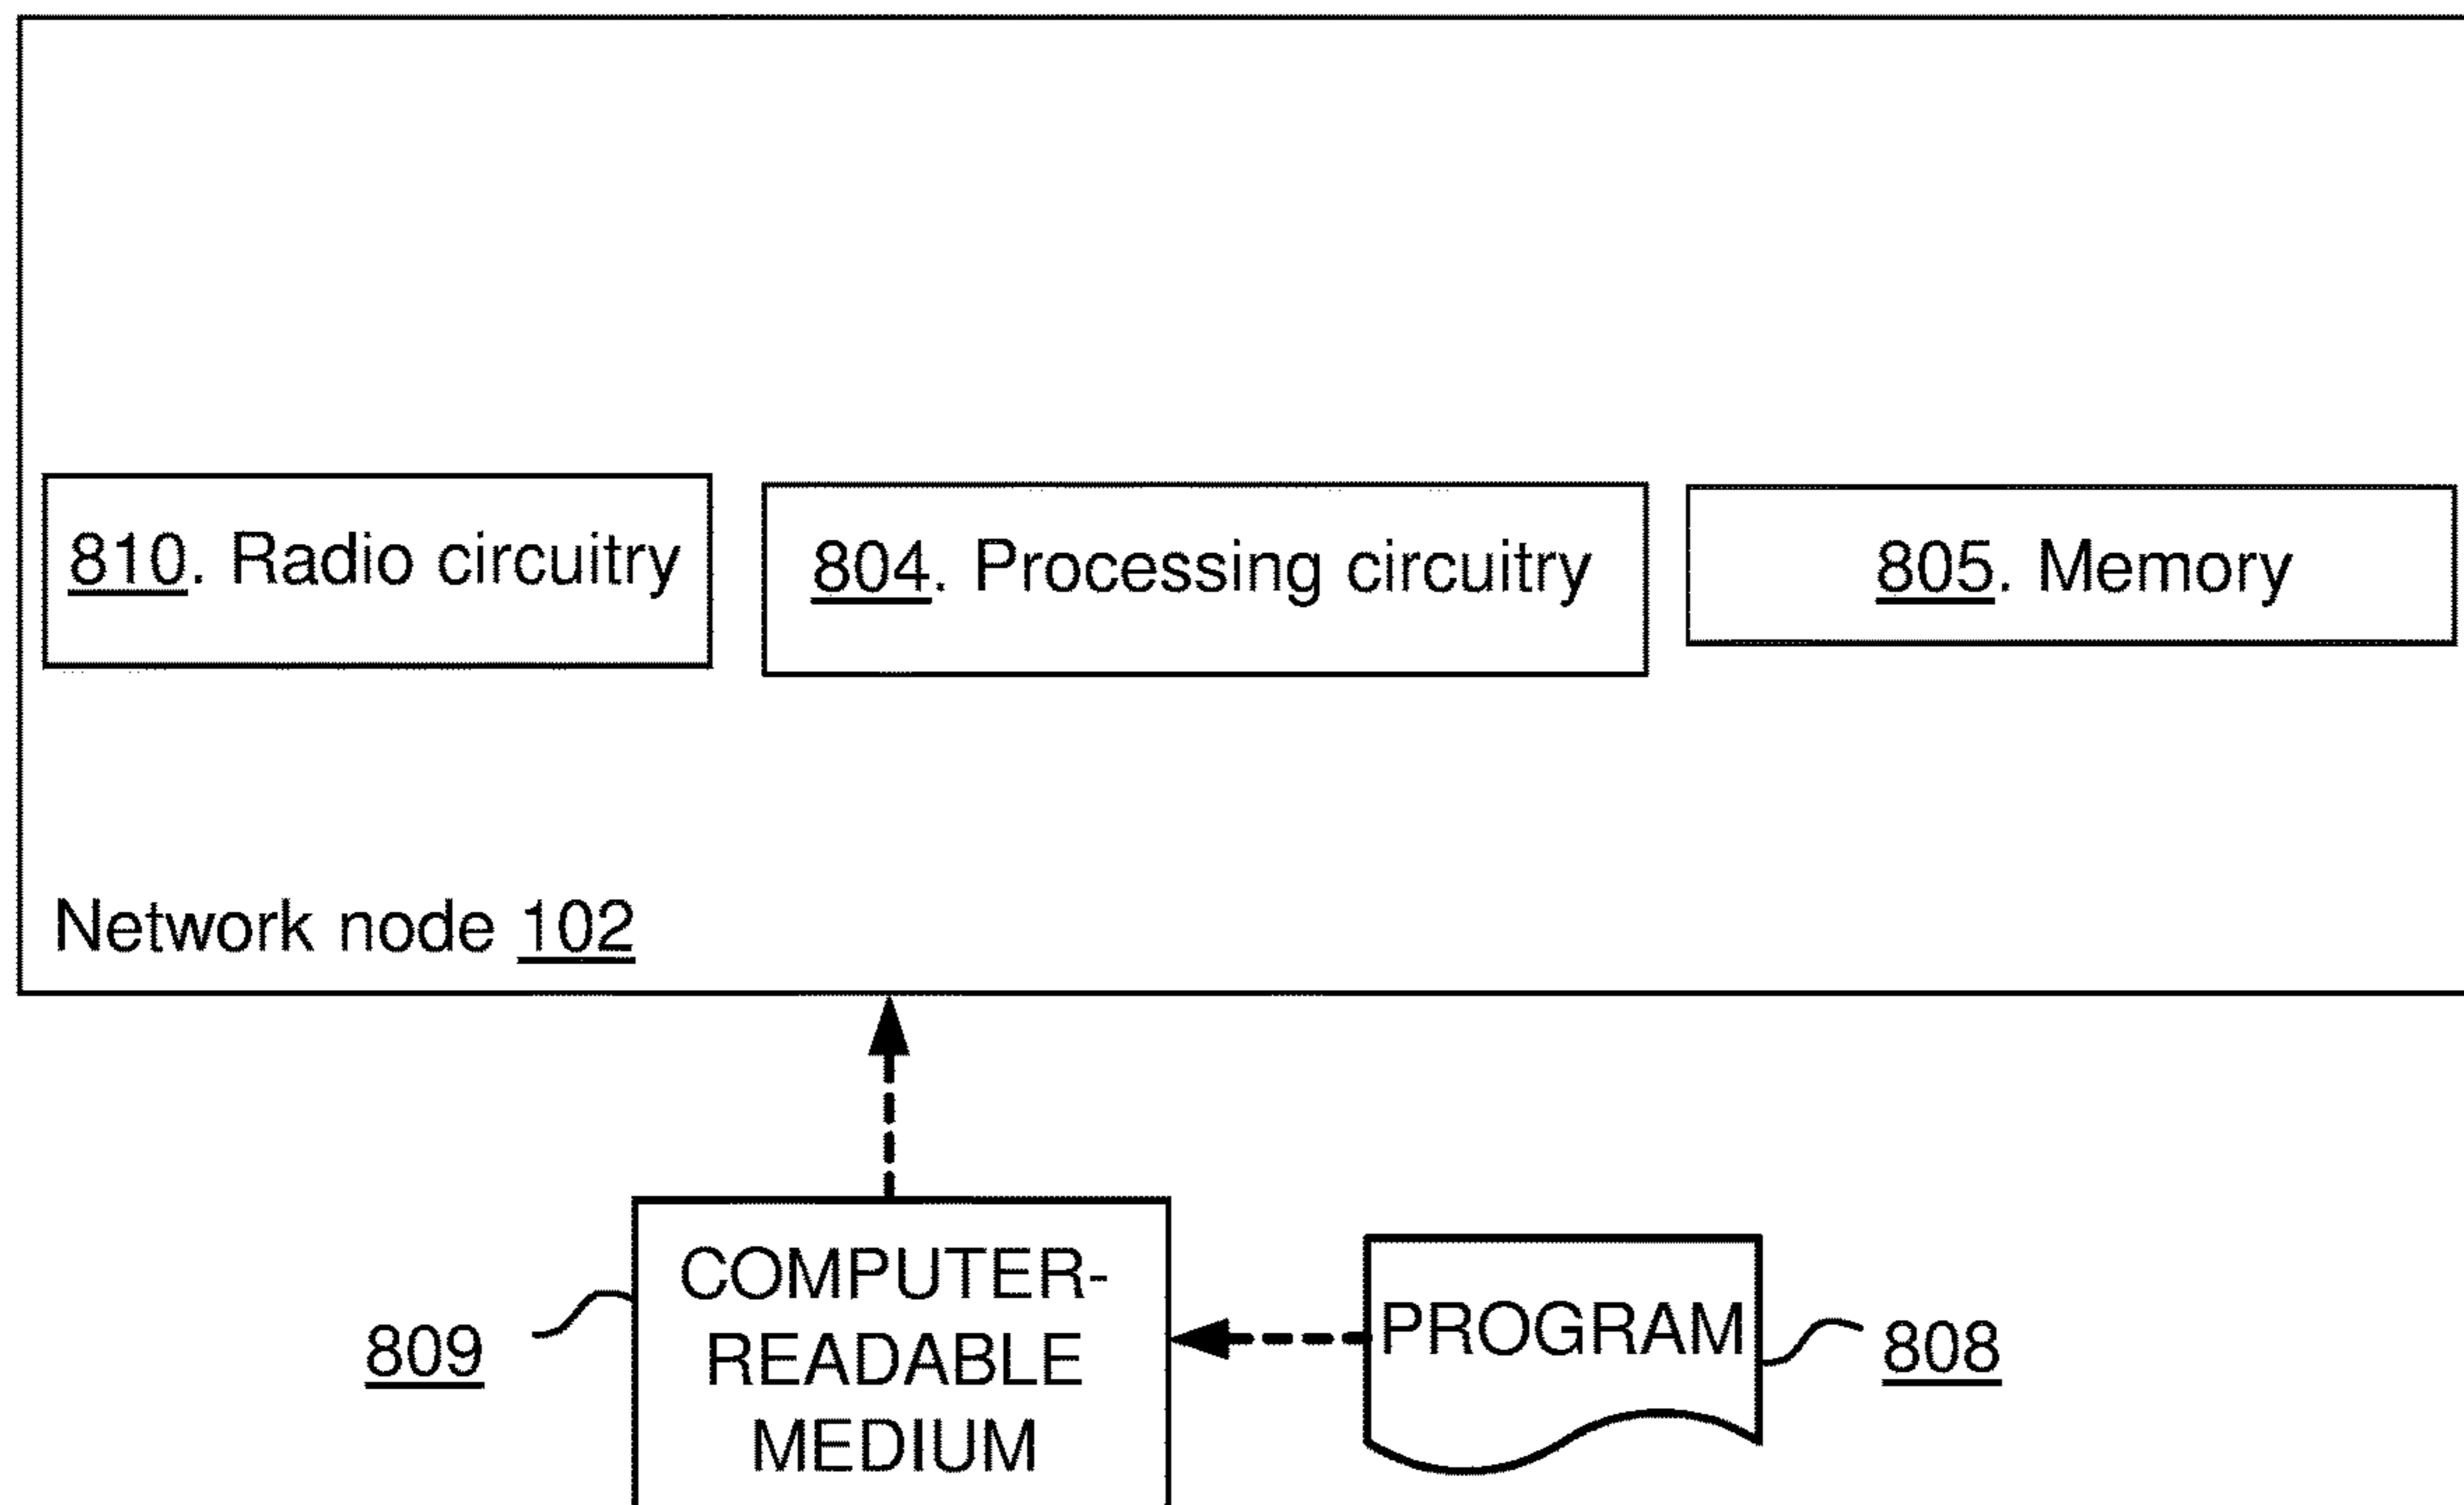 810. Radio circuitry
804. Processing circuitry
805. Memory
Network node 102
COMPUTER-
READABLE
MEDIUM
809
PROGRAM
808